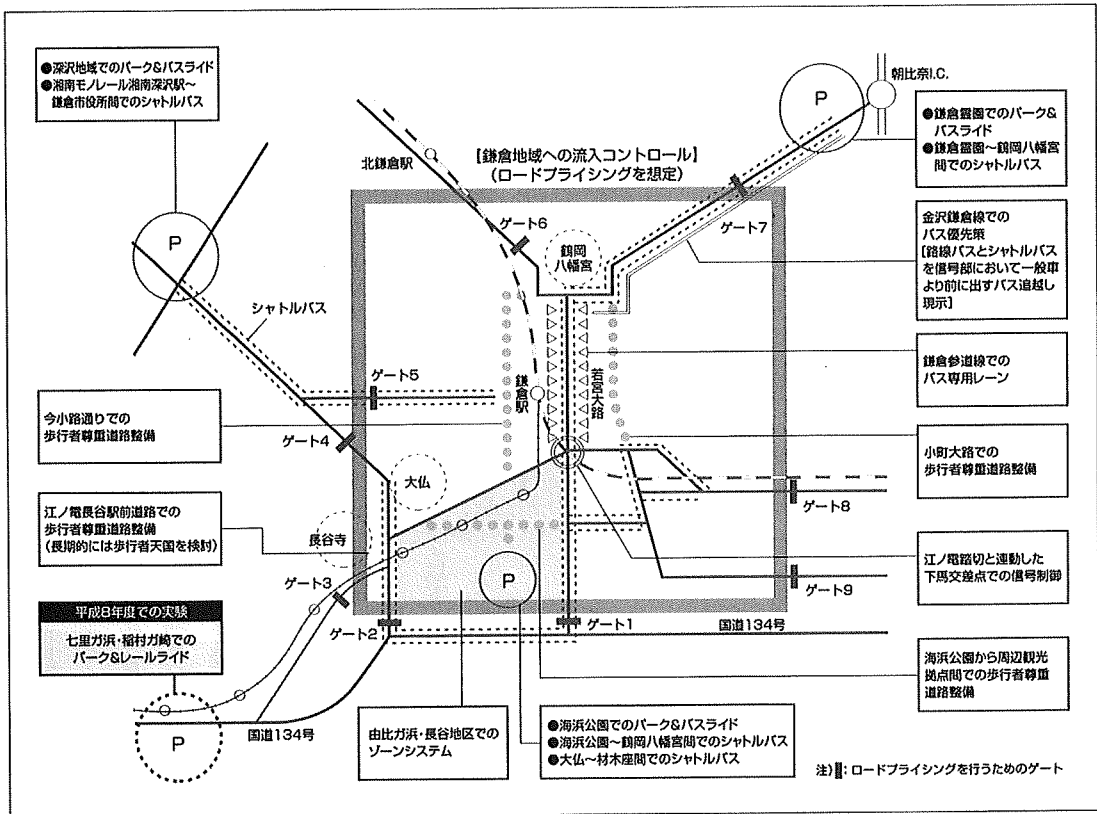 ●深沢地域でのパーク&バスライド
●湘南モノレール湘南深沢駅〜
鎌倉市役所間でのシャトルバス
P
朝比奈I.C.
●鎌倉霊園でのパーク&
バスライド
●鎌倉霊園〜鶴岡八幡宮
間でのシャトルバス
北鎌倉駅
【鎌倉地域への流入コントロール】
(ロードプライシングを想定)
ゲート6
鶴岡
八幡宮
ゲート7
金沢鎌倉線での
バス優先策
[路線バスとシャトルバス
を信号部において一般車
より前に出すバス追越し
現示]
P
シャトルバス
鎌倉参道線での
バス専用レーン
ゲート5
鎌倉駅
若宮大路
今小路通りでの
歩行者尊重道路整備
ゲート4
小町大路での
歩行者尊重道路整備
大仏
江ノ電長谷駅前道路での
歩行者尊重道路整備
(長期的には歩行者天国を検討)
長谷寺
ゲート8
江ノ電踏切と連動した
下馬交差点での信号制御
ゲート3
P
ゲート9
平成8年度での実験
七里ガ浜・稲村ガ崎での
パーク&レールライド
ゲート2
ゲート1
国道134号
海浜公園から周辺観光
拠点間での歩行者尊重
道路整備
P
国道134号
由比ガ浜・長谷地区での
ゾーンシステム
●海浜公園でのパーク&バスライド
●海浜公園〜鶴岡八幡宮間でのシャトルバス
●大仏〜材木座間でのシャトルバス
注) :ロードプライシングを行うためのゲート